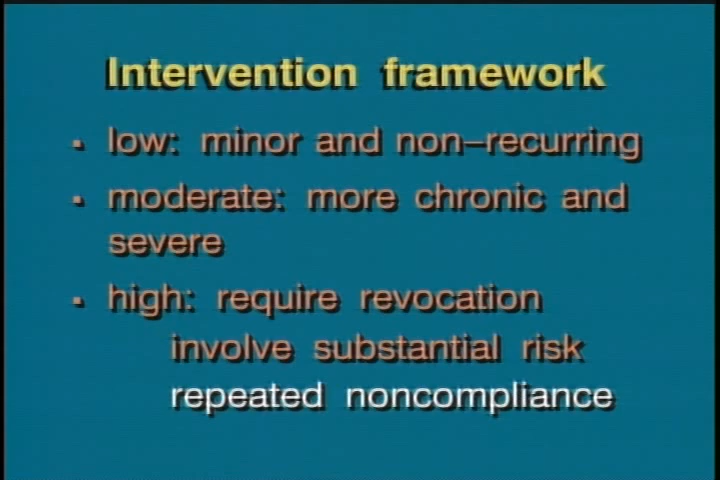 Intervention framework
▪ low: minor and non-recurring
▪ moderate: more chronic and
severe
▪ high: require revocation
involve substantial risk
repeated noncompliance